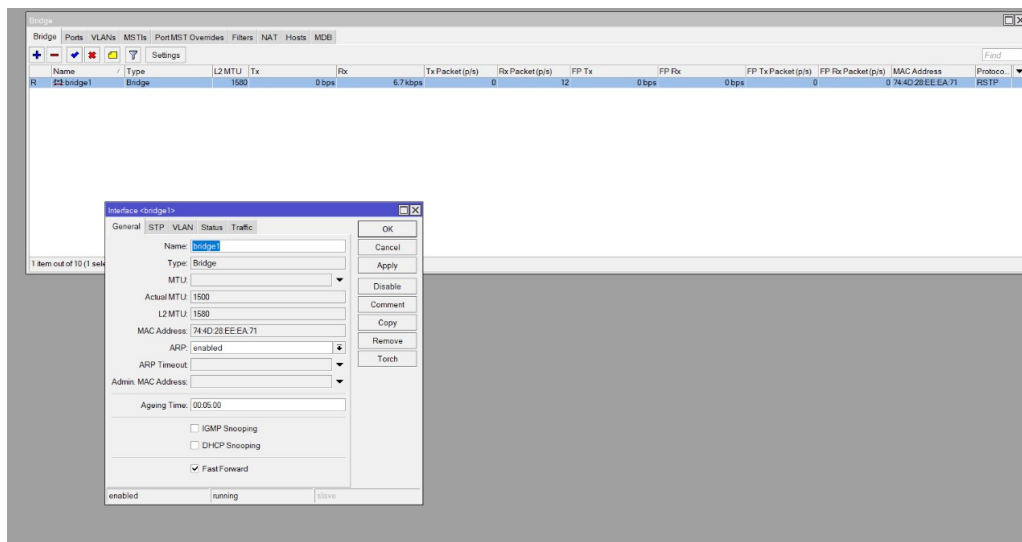 Bridge
Bridge Ports VLANs MSTIs Port MST Overrides Filters NAT Hosts MDB
Settings Find
Name Type L2 MTU Tx Rx Tx Packet (p/s) Rx Packet (p/s) FP Tx FP Rx FP Tx Packet (p/s) FP Rx Packet (p/s) MAC Address Protoco...
R bridge1 Bridge 1580 0 bps 6.7 kbps 0 12 0 bps 0 bps 0 0 74:4D:28:EE:EA:71 RSTP
Interface <bridge1>
General STP VLAN Status Traffic
Name: bridge1
Type: Bridge
MTU:
Actual MTU: 1500
L2 MTU: 1580
MAC Address: 74:4D:28:EE:EA:71
ARP: enabled
ARP Timeout:
Admin. MAC Address:
Ageing Time: 00:05:00
IGMP Snooping
DHCP Snooping
Fast Forward
enabled running slave
OK
Cancel
Apply
Disable
Comment
Copy
Remove
Torch
1 item out of 10 (1 sele